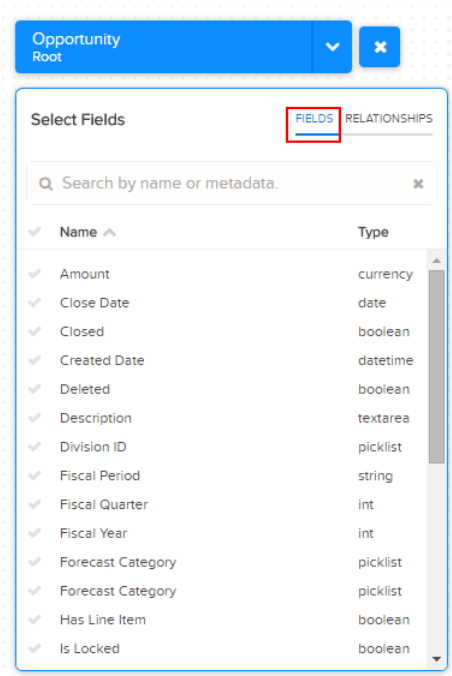 Opportunity
Root
Select Fields FIELDS RELATIONSHIPS
Search by name or metadata.
Name Type
Amount currency
Close Date date
Closed boolean
Created Date datetime
Deleted boolean
Description textarea
Division ID picklist
Fiscal Period string
Fiscal Quarter int
Fiscal Year int
Forecast Category picklist
Forecast Category picklist
Has Line Item boolean
Is Locked boolean